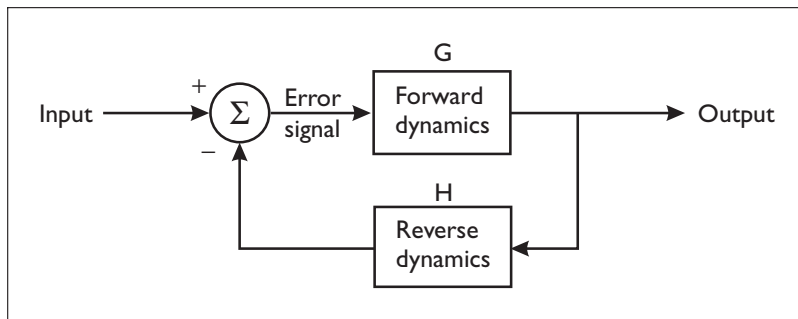 G
+
Input
Σ
Error
signal
Forward
dynamics
Output
−
H
Reverse
dynamics